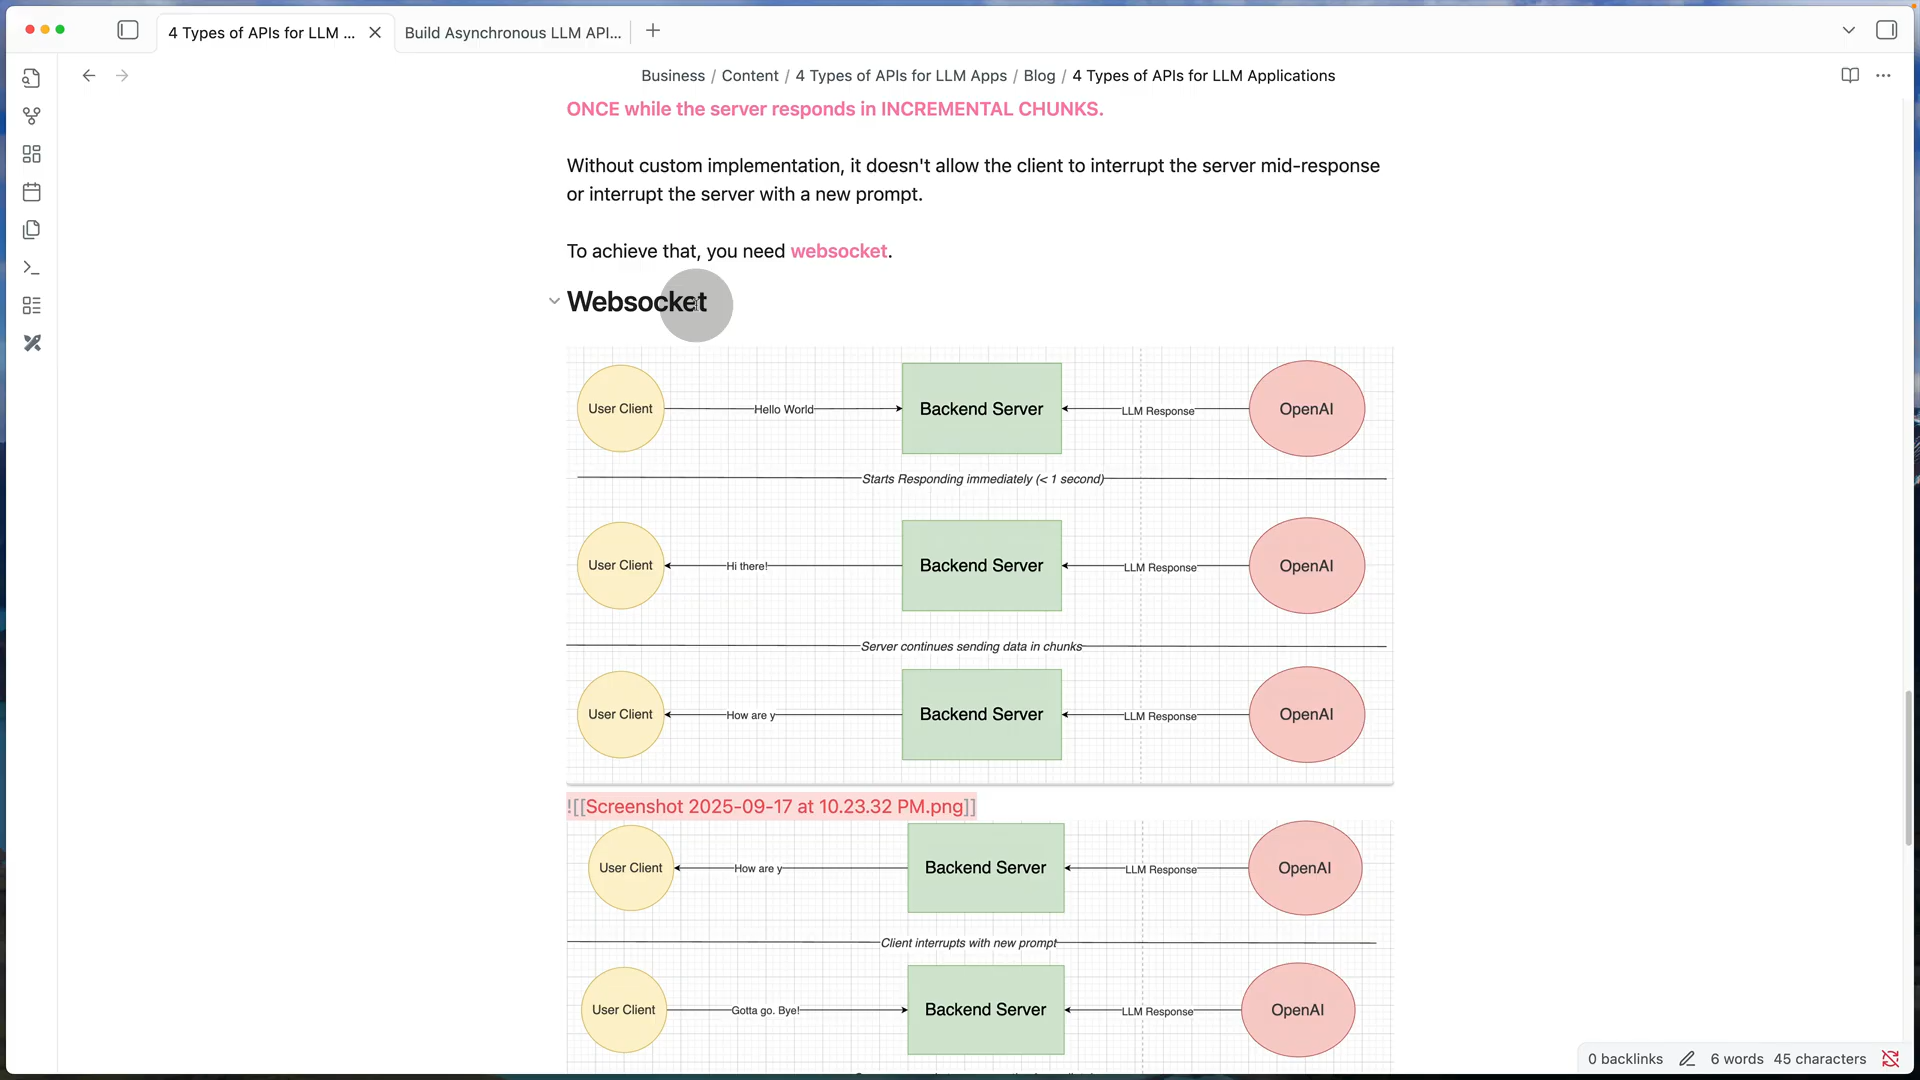 4 Types of APIs for LLM ...
Build Asynchronous LLM API...
Business / Content / 4 Types of APIs for LLM Apps / Blog / 4 Types of APIs for LLM Applications
ONCE while the server responds in INCREMENTAL CHUNKS.
Without custom implementation, it doesn't allow the client to interrupt the server mid-response
or interrupt the server with a new prompt.
To achieve that, you need websocket.
Websocket
User Client Hello World Backend Server LLM Response OpenAI
Starts Responding immediately (< 1 second)
User Client Hi there! Backend Server LLM Response OpenAI
Server continues sending data in chunks
User Client How are y Backend Server LLM Response OpenAI
![[Screenshot 2025-09-17 at 10.23.32 PM.png]]
User Client How are y Backend Server LLM Response OpenAI
Client interrupts with new prompt
User Client Gotta go. Bye! Backend Server LLM Response OpenAI
0 backlinks 6 words 45 characters